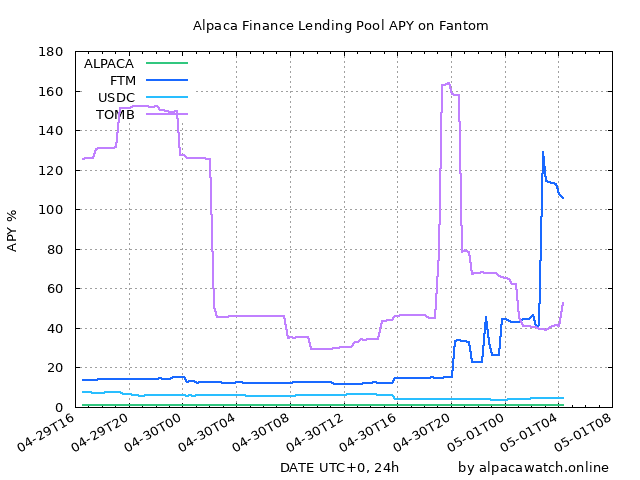 Alpaca Finance Lending Pool APY on Fantom
180
160
140
120
100
80
60
40
20
0
APY %
ALPACA
FTM
USDC
TOMB
04-29T16
04-29T20
04-30T00
04-30T04
04-30T08
04-30T12
04-30T16
04-30T20
05-01T00
05-01T04
05-01T08
DATE UTC+0, 24h
by alpacawatch.online